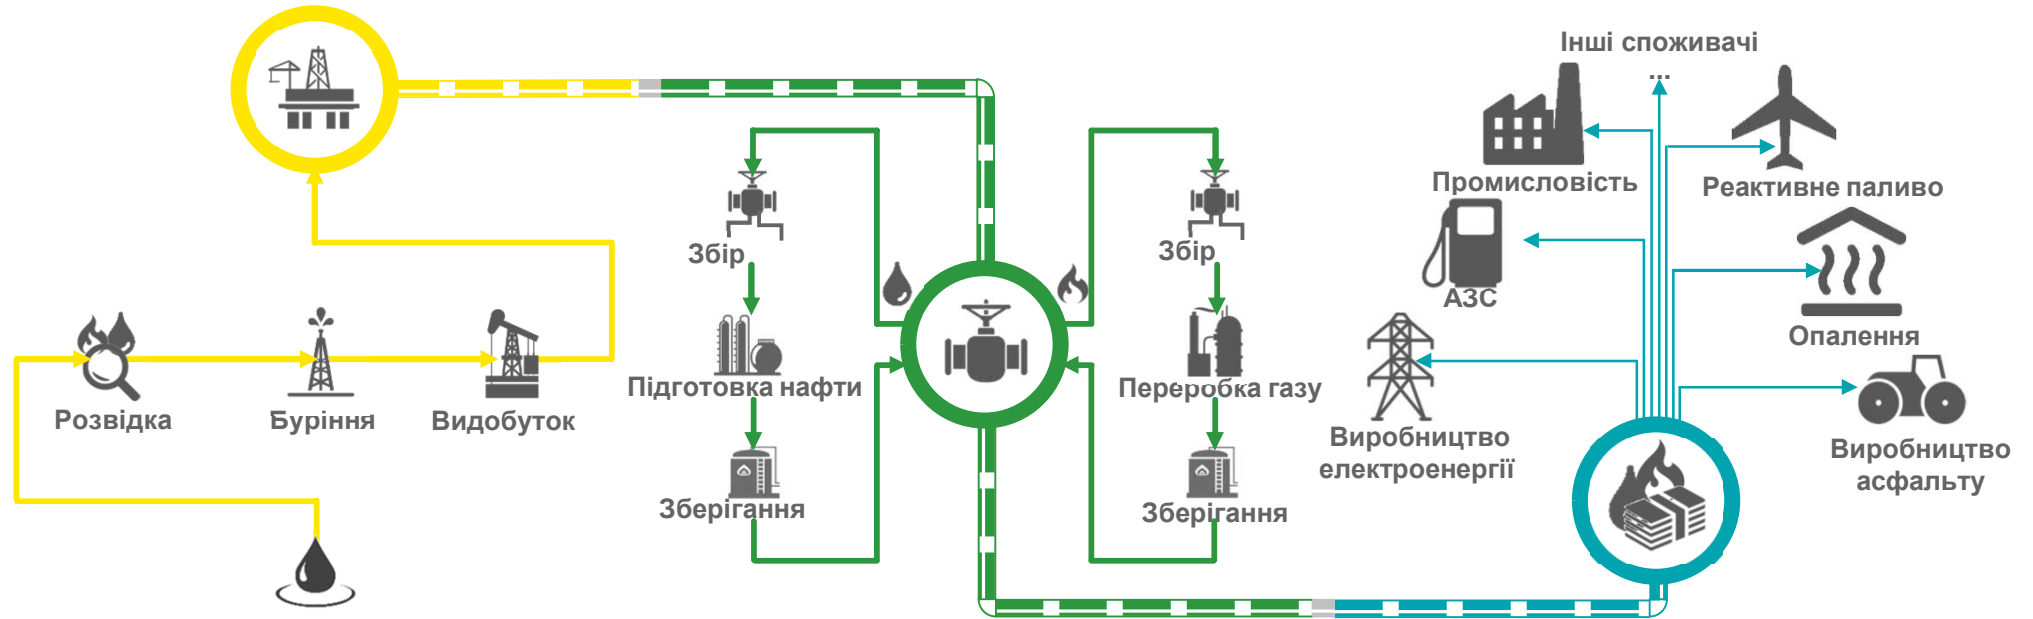 Розвідка
Буріння
Видобуток
Збір
Підготовка нафти
Зберігання
Збір
Переробка газу
Зберігання
Інші споживачі
...
Промисловість
Реактивне паливо
АЗС
Опалення
Виробництво
електроенергії
Виробництво
асфальту